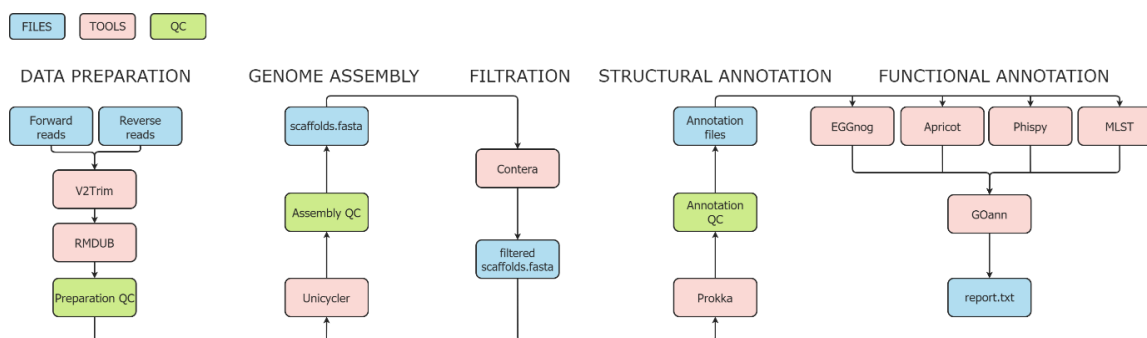 FILES
TOOLS
QC
DATA PREPARATION
GENOME ASSEMBLY
FILTRATION
STRUCTURAL ANNOTATION
FUNCTIONAL ANNOTATION
Forward
reads
Reverse
reads
V2Trim
RMDUB
Preparation QC
scaffolds.fasta
Assembly QC
Unicycler
Contera
filtered
scaffolds.fasta
Annotation
files
Annotation
QC
Prokka
EGGnog
Apricot
Phispy
MLST
GOann
report.txt